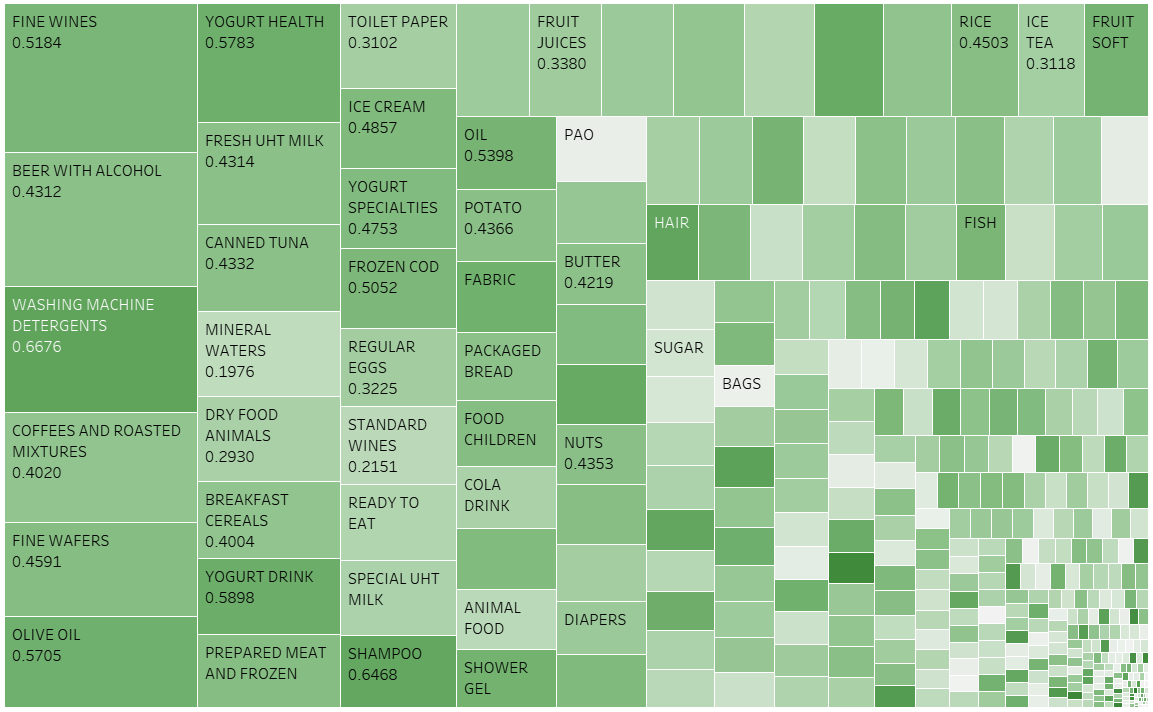 FINE WINES
0.5184
BEER WITH ALCOHOL
0.4312
WASHING MACHINE
DETERGENTS
0.6676
COFFEES AND ROASTED
MIXTURES
0.4020
FINE WAFERS
0.4591
OLIVE OIL
0.5705
YOGURT HEALTH
0.5783
FRESH UHT MILK
0.4314
CANNED TUNA
0.4332
MINERAL
WATERS
0.1976
DRY FOOD
ANIMALS
0.2930
BREAKFAST
CEREALS
0.4004
YOGURT DRINK
0.5898
PREPARED MEAT
AND FROZEN
TOILET PAPER
0.3102
ICE CREAM
0.4857
YOGURT
SPECIALTIES
0.4753
FROZEN COD
0.5052
REGULAR
EGGS
0.3225
STANDARD
WINES
0.2151
READY TO
EAT
SPECIAL UHT
MILK
SHAMPOO
0.6468
FRUIT
JUICES
0.3380
RICE
0.4503
ICE
TEA
0.3118
FRUIT
SOFT
OIL
0.5398
POTATO
0.4366
FABRIC
PACKAGED
BREAD
FOOD
CHILDREN
COLA
DRINK
ANIMAL
FOOD
SHOWER
GEL
PAO
BUTTER
0.4219
NUTS
0.4353
DIAPERS
HAIR
FISH
SUGAR
BAGS